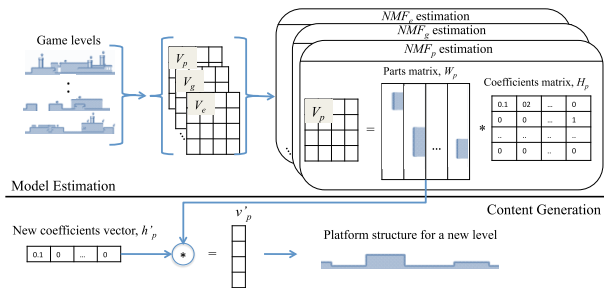 NMFe estimation
NMFg estimation
NMFp estimation
Game levels
Parts matrix, Wp
Coefficients matrix, Hp
Vp
Vg
Ve
Vp
=
...
*
0.1 02 ... 0
0 0 ... 1
.. .. .. ..
0 0 .. 0
Model Estimation
Content Generation
New coefficients vector, h'p
v'p
Platform structure for a new level
0.1 0 ... 0
*
=